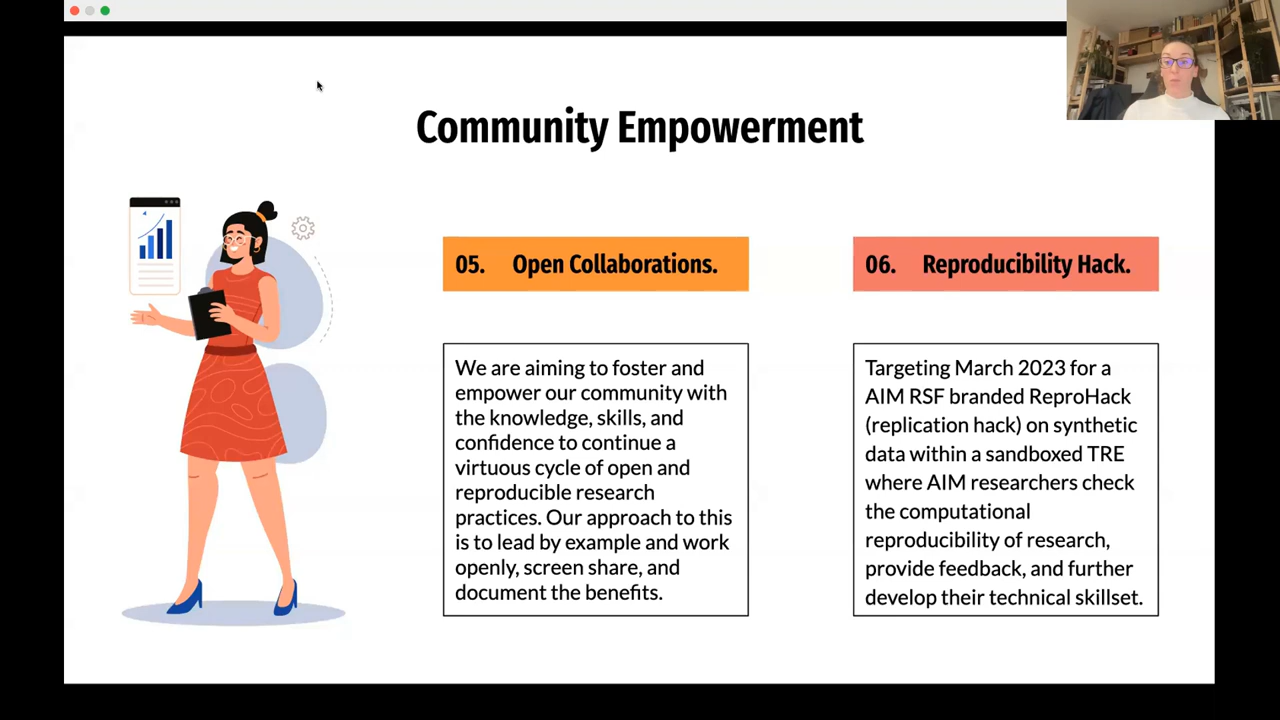 Community Empowerment
05. Open Collaborations.
We are aiming to foster and
empower our community with
the knowledge, skills, and
confidence to continue a
virtuous cycle of open and
reproducible research
practices. Our approach to this
is to lead by example and work
openly, screen share, and
document the benefits.
06. Reproducibility Hack.
Targeting March 2023 for a
AIM RSF branded ReproHack
(replication hack) on synthetic
data within a sandboxed TRE
where AIM researchers check
the computational
reproducibility of research,
provide feedback, and further
develop their technical skillset.